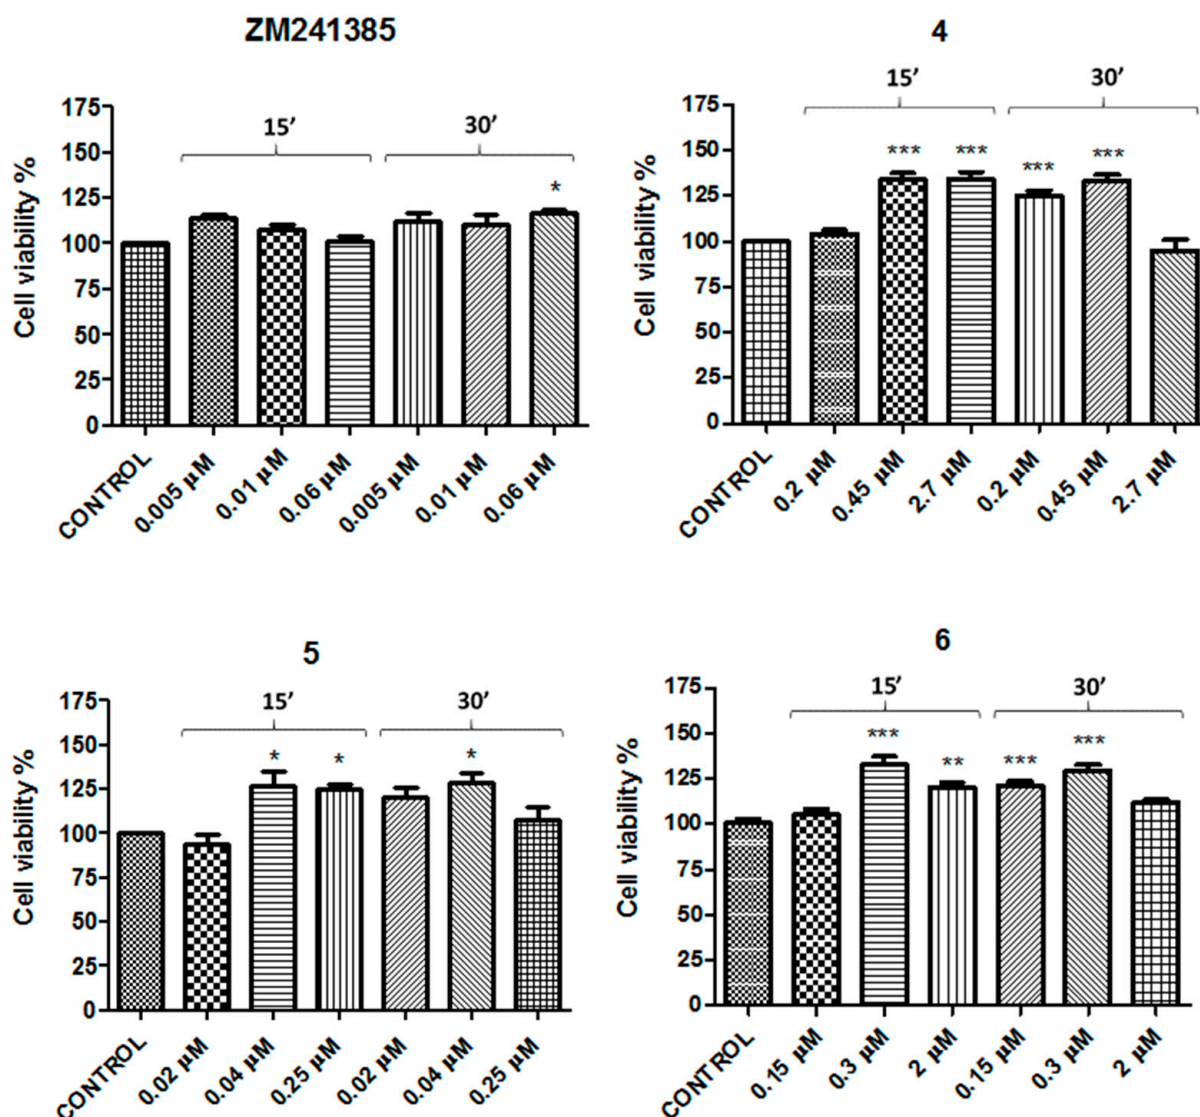 ZM241385
15’
30’
Cell viability %
175
150
125
100
75
50
25
0
*
CONTROL
0.005 µM
0.01 µM
0.06 µM
0.005 µM
0.01 µM
0.06 µM
4
15’
30’
Cell viability %
175
150
125
100
75
50
25
0
***
***
***
***
CONTROL
0.2 µM
0.45 µM
2.7 µM
0.2 µM
0.45 µM
2.7 µM
5
15’
30’
Cell viability %
175
150
125
100
75
50
25
0
*
*
*
CONTROL
0.02 µM
0.04 µM
0.25 µM
0.02 µM
0.04 µM
0.25 µM
6
15’
30’
Cell viability %
175
150
125
100
75
50
25
0
***
**
***
***
CONTROL
0.15 µM
0.3 µM
2 µM
0.15 µM
0.3 µM
2 µM